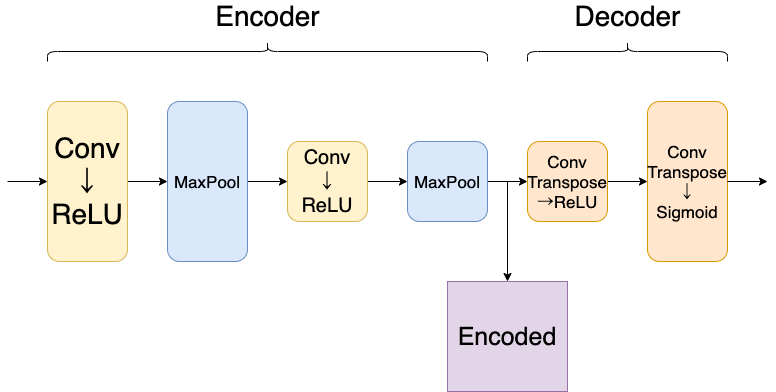 Encoder
Decoder
Conv
↓
ReLU
MaxPool
Conv
↓
ReLU
MaxPool
Conv
Transpose
→ReLU
Conv
Transpose
↓
Sigmoid
Encoded